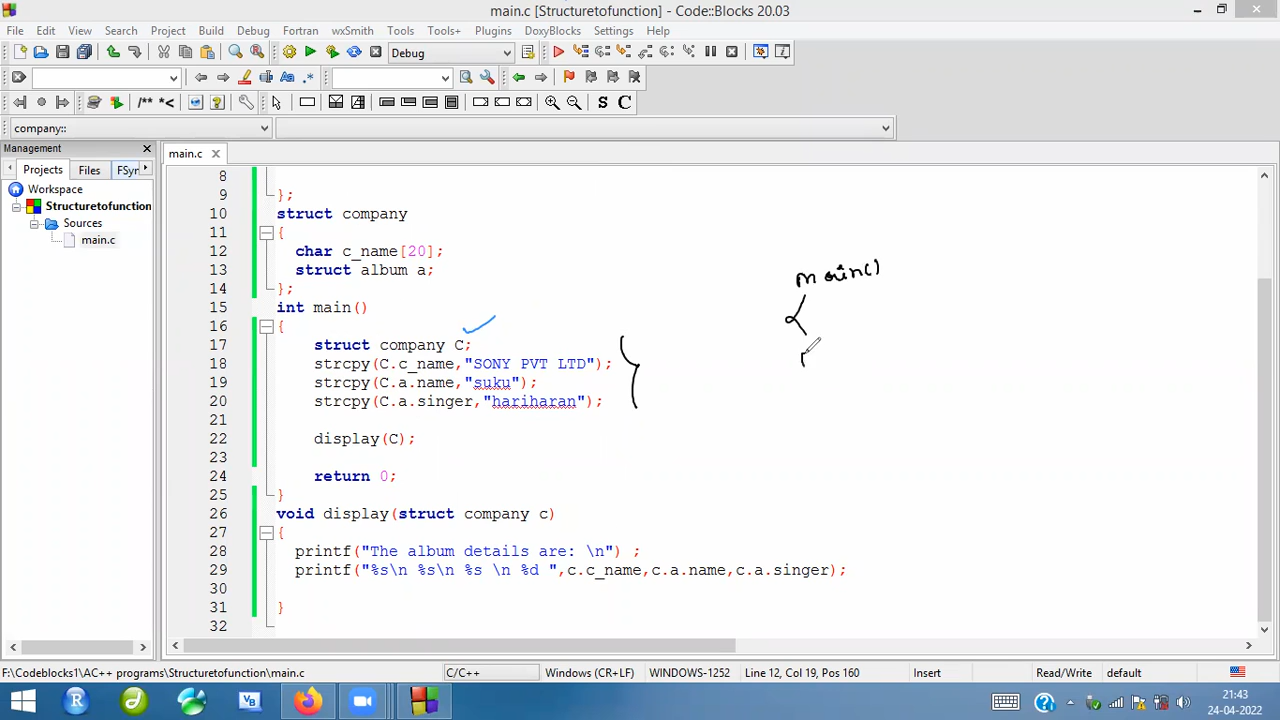 main.c [Structuretofunction] - Code::Blocks 20.03
File Edit View Search Project Build Debug Fortran wxSmith Tools Tools+ Plugins DoxyBlocks Settings Help
Debug
/** *<
S C
company::
Management
Projects Files FSyr
main.c
Workspace
Structuretofunction
Sources
main.c
8
9 };
10 struct company
11 {
12 char c_name[20];
13 struct album a;
14 };
15 int main()
16 {
17 struct company C;
18 strcpy(C.c_name,"SONY PVT LTD");
19 strcpy(C.a.name,"suku");
20 strcpy(C.a.singer,"hariharan");
21
22 display(C);
23
24 return 0;
25 }
26 void display(struct company c)
27 {
28 printf("The album details are: \n") ;
29 printf("%s\n %s\n %s \n %d ",c.c_name,c.a.name,c.a.singer);
30
31 }
32
main()
F:\Codeblocks1\AC++ programs\Structuretofunction\main.c C/C++ Windows (CR+LF) WINDOWS-1252 Line 12, Col 19, Pos 160 Insert Read/Write default
21:43
24-04-2022